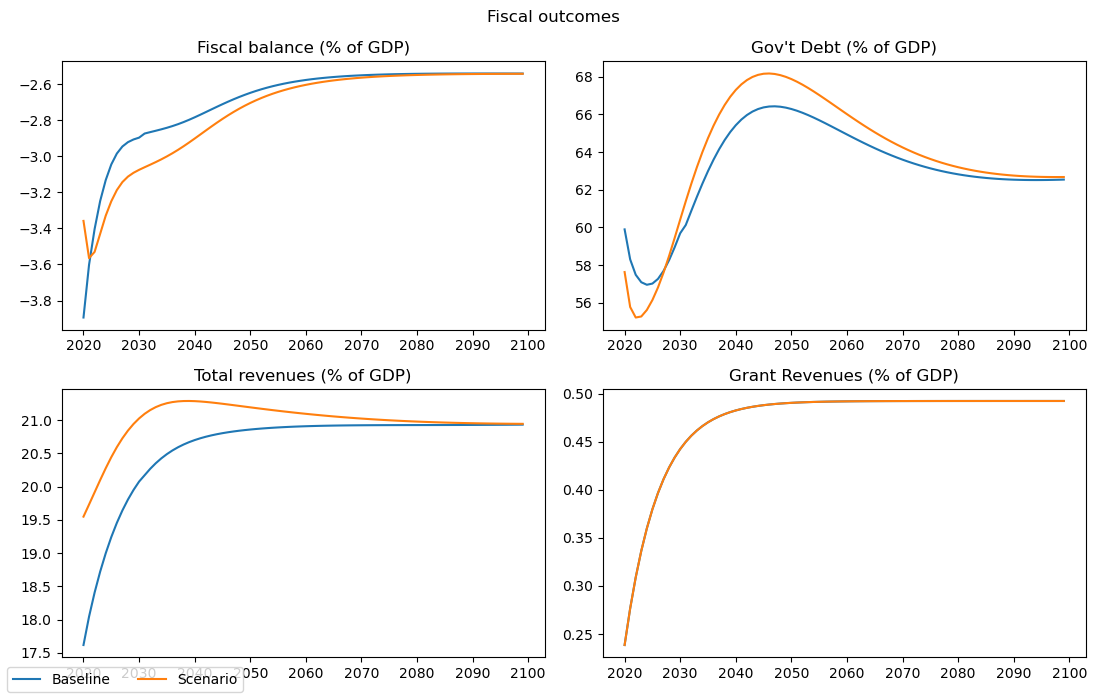 Fiscal outcomes
Fiscal balance (% of GDP)
−2.6
−2.8
−3.0
−3.2
−3.4
−3.6
−3.8
2020 2030 2040 2050 2060 2070 2080 2090 2100
Gov't Debt (% of GDP)
68
66
64
62
60
58
56
2020 2030 2040 2050 2060 2070 2080 2090 2100
Total revenues (% of GDP)
21.0
20.5
20.0
19.5
19.0
18.5
18.0
17.5
2020 2030 2040 2050 2060 2070 2080 2090 2100
Grant Revenues (% of GDP)
0.50
0.45
0.40
0.35
0.30
0.25
2020 2030 2040 2050 2060 2070 2080 2090 2100
Baseline Scenario